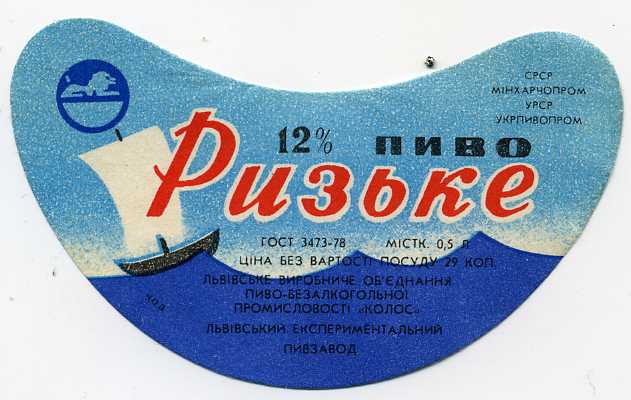 СРСР
МІНХАРЧОПРОМ
УРСР
УКРПИВОПРОМ
12% ПИВО
Ризьке
ГОСТ 3473-78 МІСТК. 0,5 Л
ЦІНА БЕЗ ВАРТОСТІ ПОСУДУ 29 КОП.
ЛЬВІВСЬКЕ ВИРОБНИЧЕ ОБ'ЄДНАННЯ
ПИВО-БЕЗАЛКОГОЛЬНОЇ
ПРОМИСЛОВОСТІ «КОЛОС»
ЛЬВІВСЬКИЙ ЕКСПЕРИМЕНТАЛЬНИЙ
ПИВЗАВОД